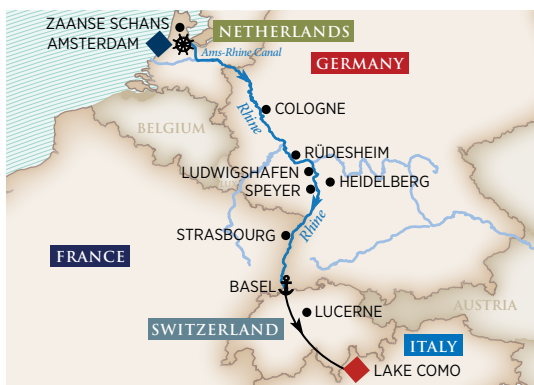 ZAANSE SCHANS
NETHERLANDS
AMSTERDAM
Ams-Rhine Canal
GERMANY
COLOGNE
Rhine
BELGIUM
RÜDESHEIM
LUDWIGSHAFEN
HEIDELBERG
SPEYER
Rhine
STRASBOURG
FRANCE
BASEL
AUSTRIA
LUCERNE
SWITZERLAND
ITALY
LAKE COMO